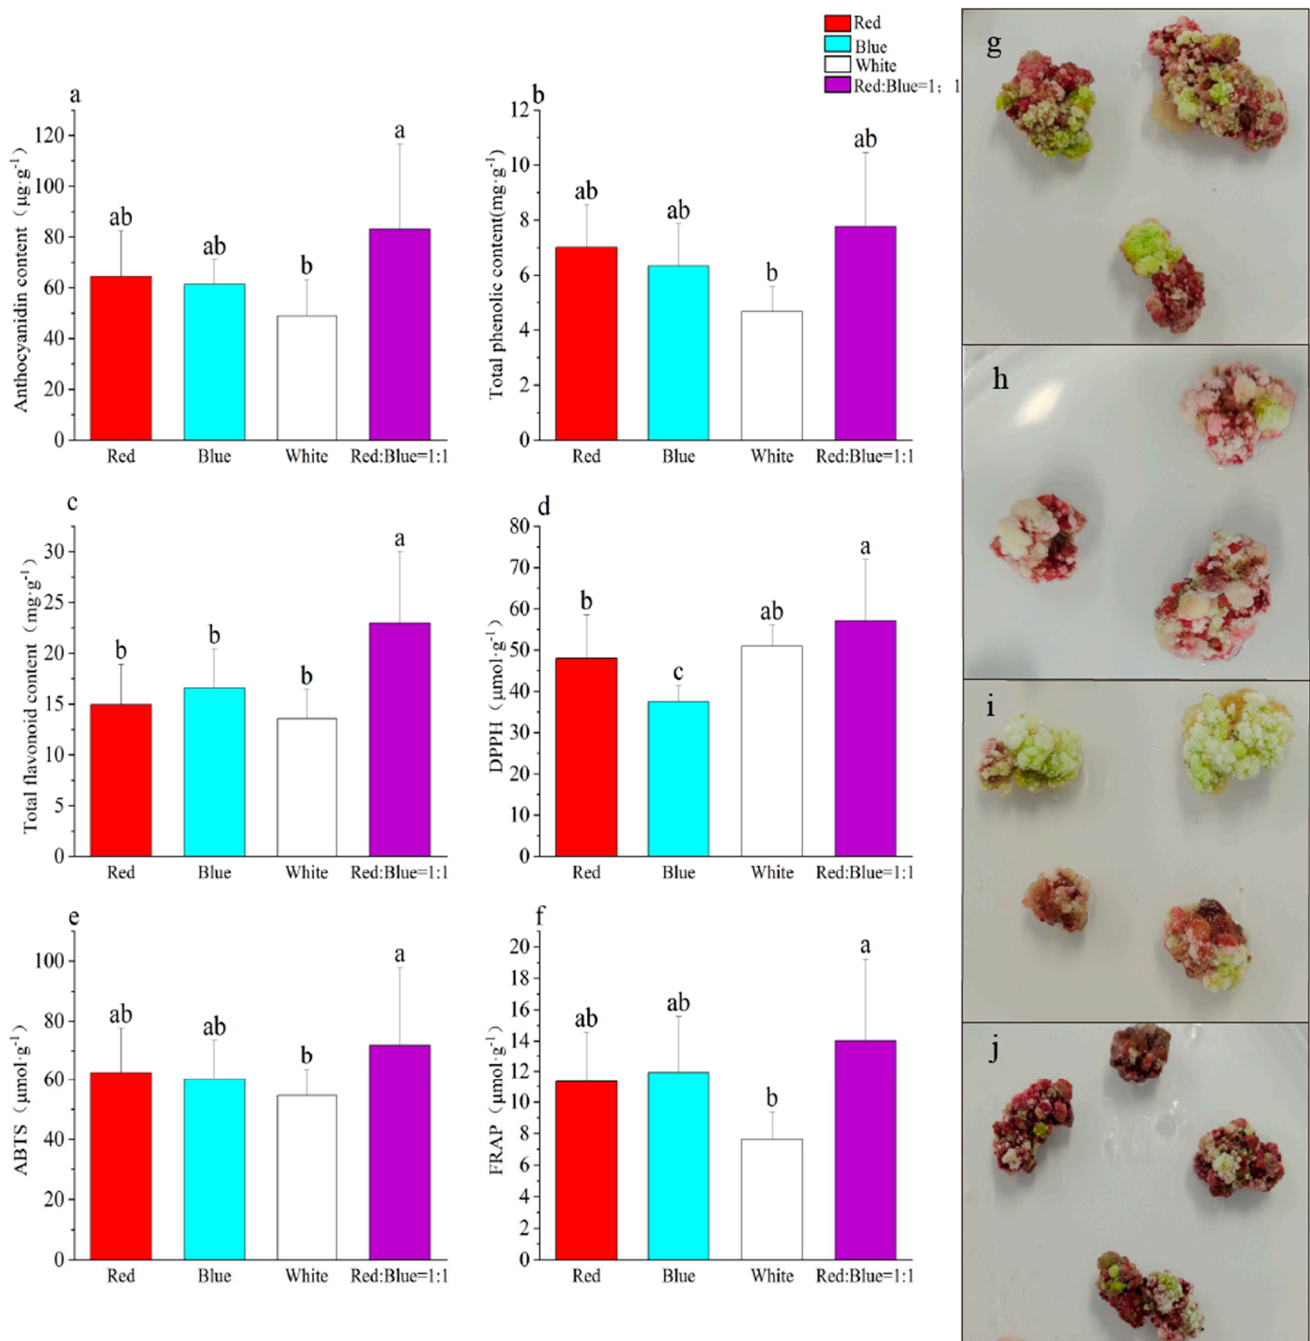 Red
Blue
White
Red:Blue=1; 1
a
Anthocyanidin content (μg·g⁻¹)
120
100
80
60
40
20
0
ab
ab
b
a
Red Blue White Red:Blue=1:1
b
Total phenolic content(mg·g⁻¹)
12
10
8
6
4
2
0
ab
ab
b
ab
Red Blue White Red:Blue=1:1
c
Total flavonoid content (mg·g⁻¹)
30
25
20
15
10
5
0
b
b
b
a
Red Blue White Red:Blue=1:1
d
DPPH (μmol·g⁻¹)
80
70
60
50
40
30
20
10
0
b
c
ab
a
Red Blue White Red:Blue=1:1
e
ABTS (μmol·g⁻¹)
100
80
60
40
20
0
ab
ab
b
a
Red Blue White Red:Blue=1:1
f
FRAP (μmol·g⁻¹)
20
18
16
14
12
10
8
6
4
2
0
ab
ab
b
a
Red Blue White Red:Blue=1:1
g
h
i
j